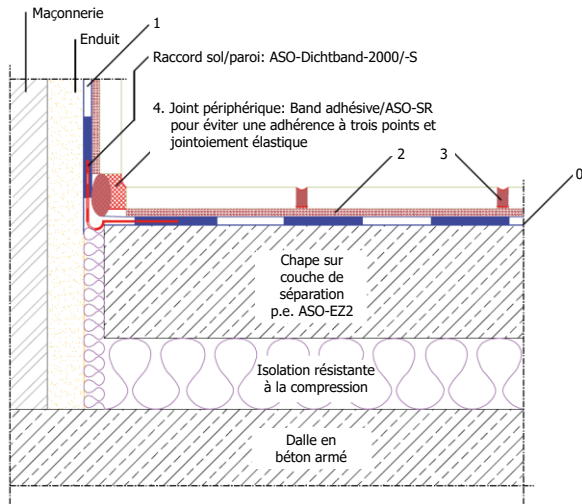 Maçonnerie
1
Enduit
Raccord sol/paroi: ASO-Dichtband-2000/-S
4. Joint périphérique: Band adhésive/ASO-SR
pour éviter une adhérence à trois points et
jointoiement élastique
2
3
0
Chape sur
couche de
séparation
p.e. ASO-EZ2
Isolation résistante
à la compression
Dalle en
béton armé